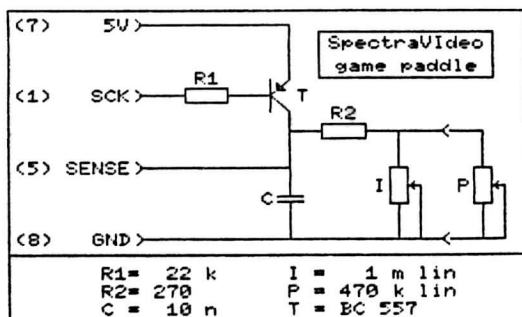 (7) 5V
SpectraVIdeo
game paddle
R1
(1) SCK
T
R2
(5) SENSE
I
P
C
(8) GND
R1= 22 k I = 1 m lin
R2= 270 P = 470 k lin
C = 10 n T = BC 557